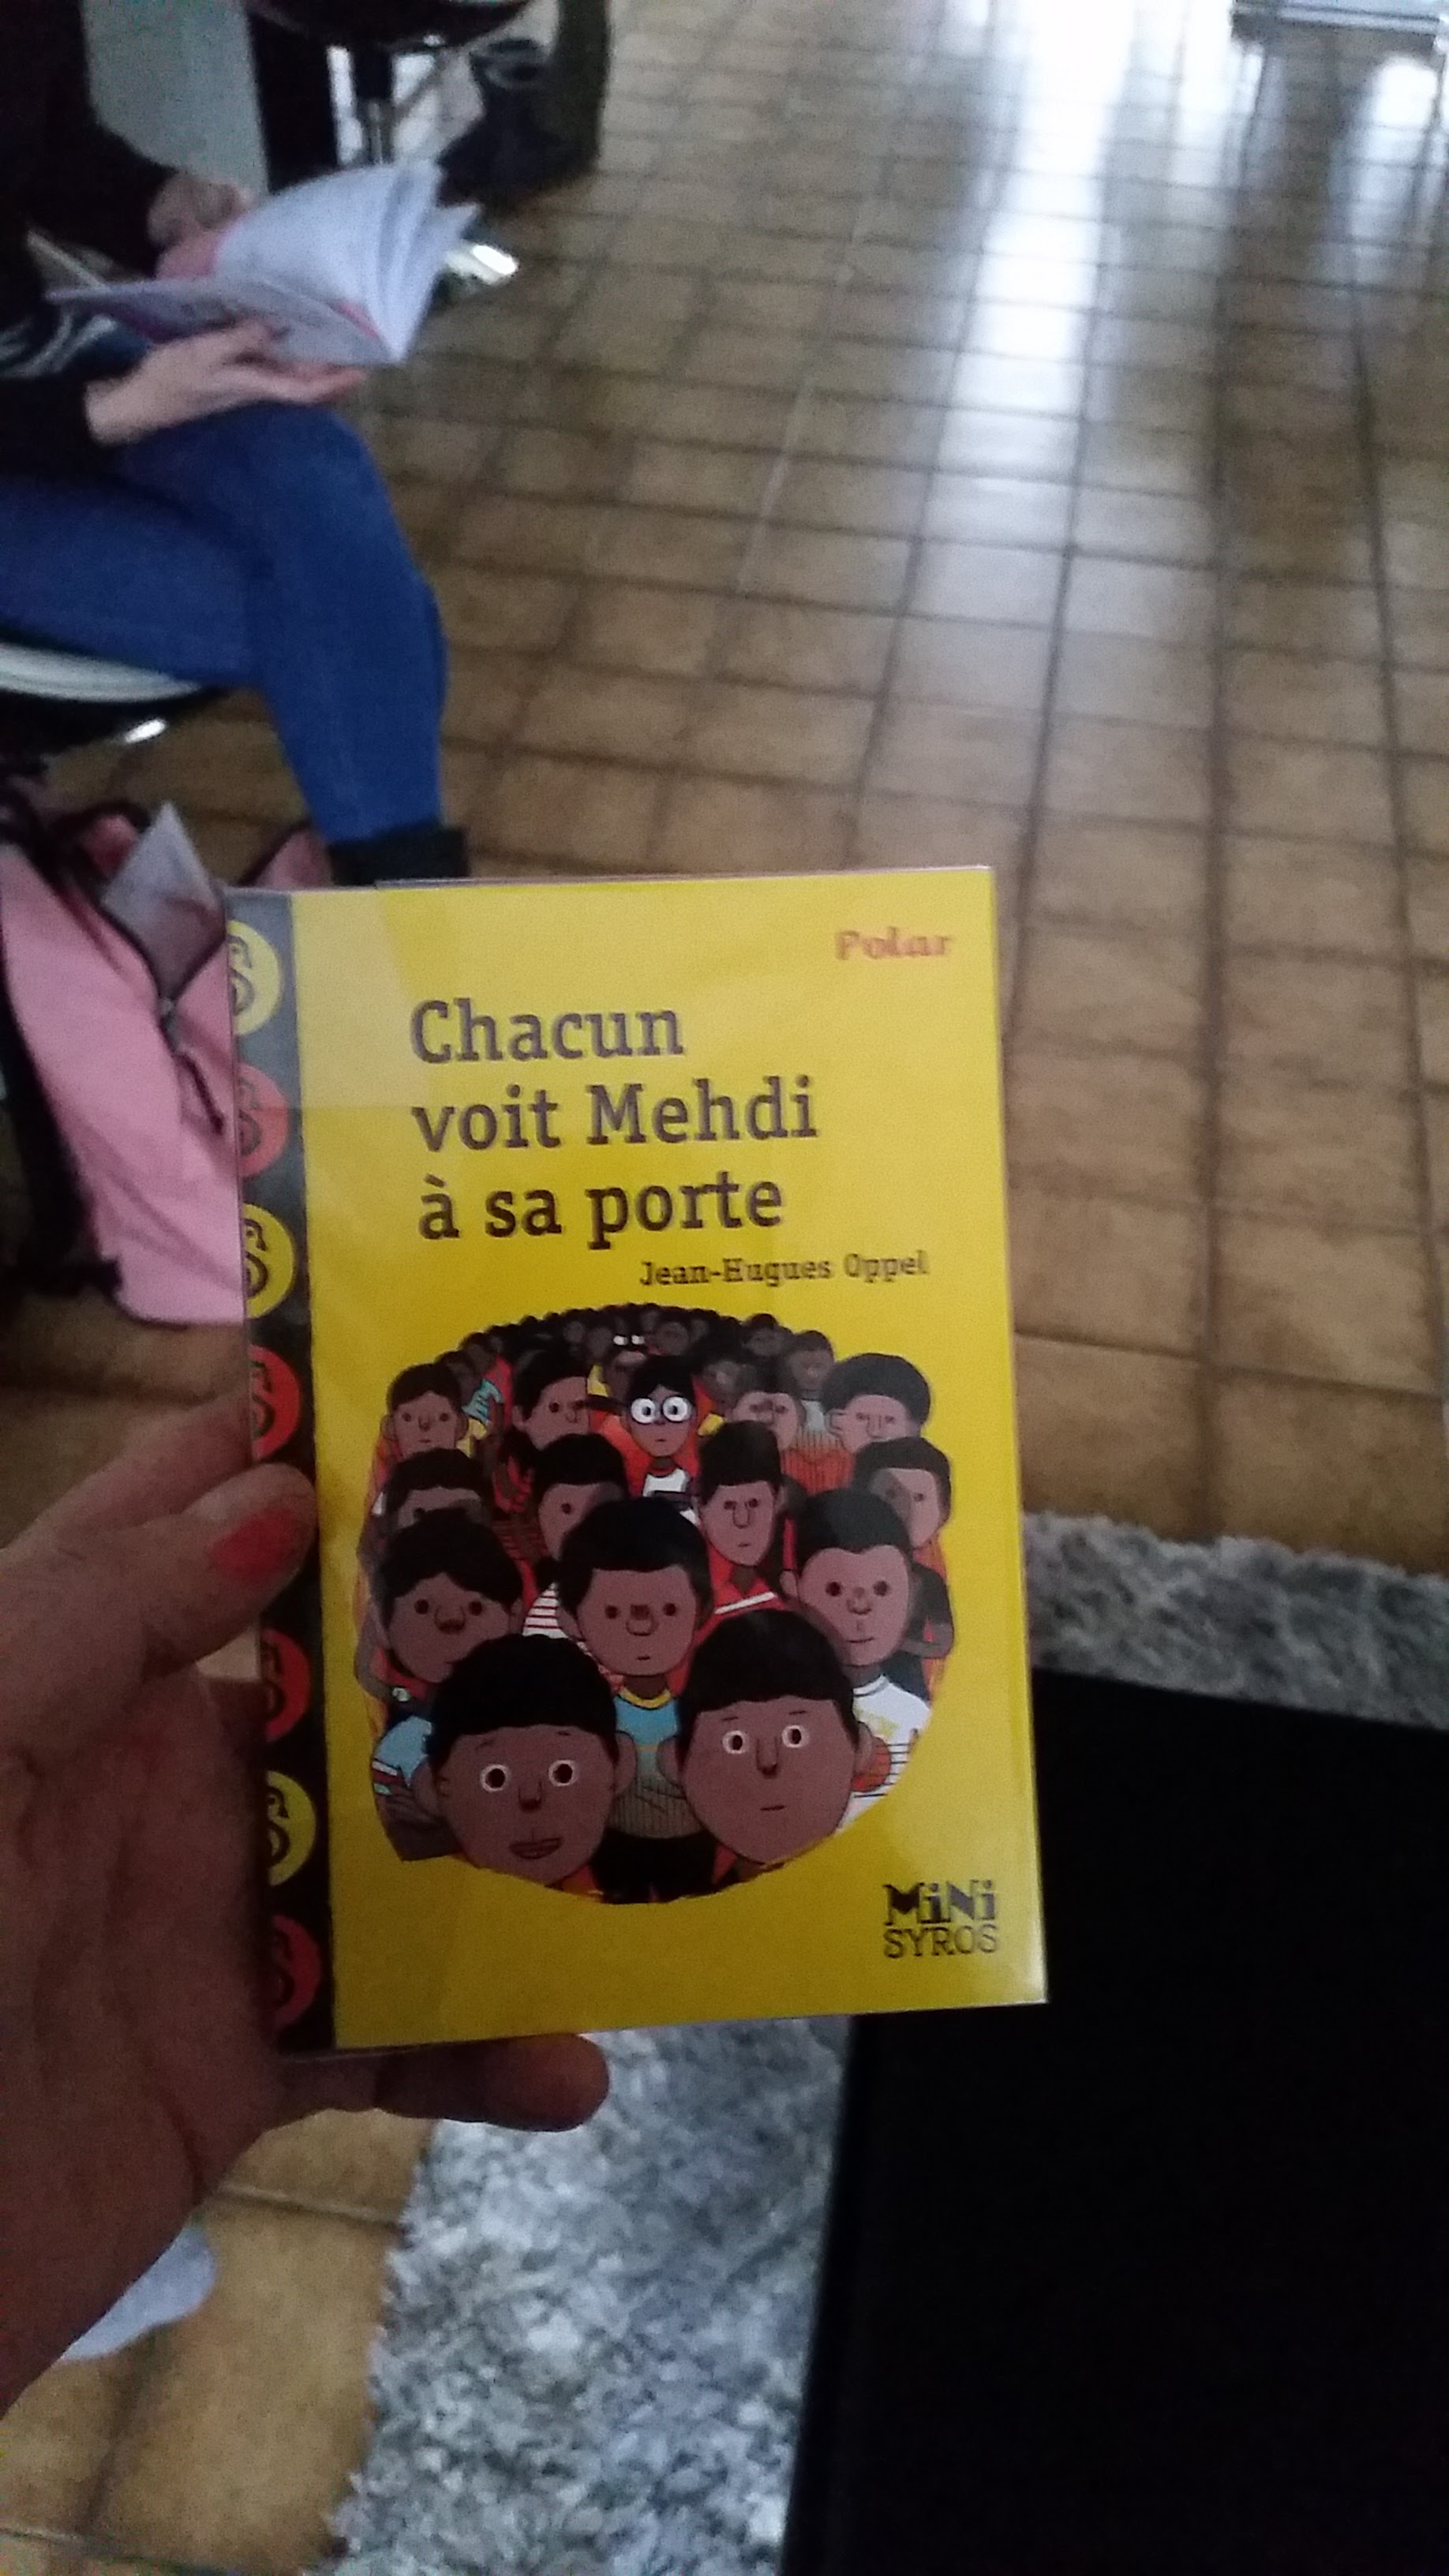 Polar
Chacun
voit Mehdi
à sa porte
Jean-Hugues Oppel
MiNi
SYROS